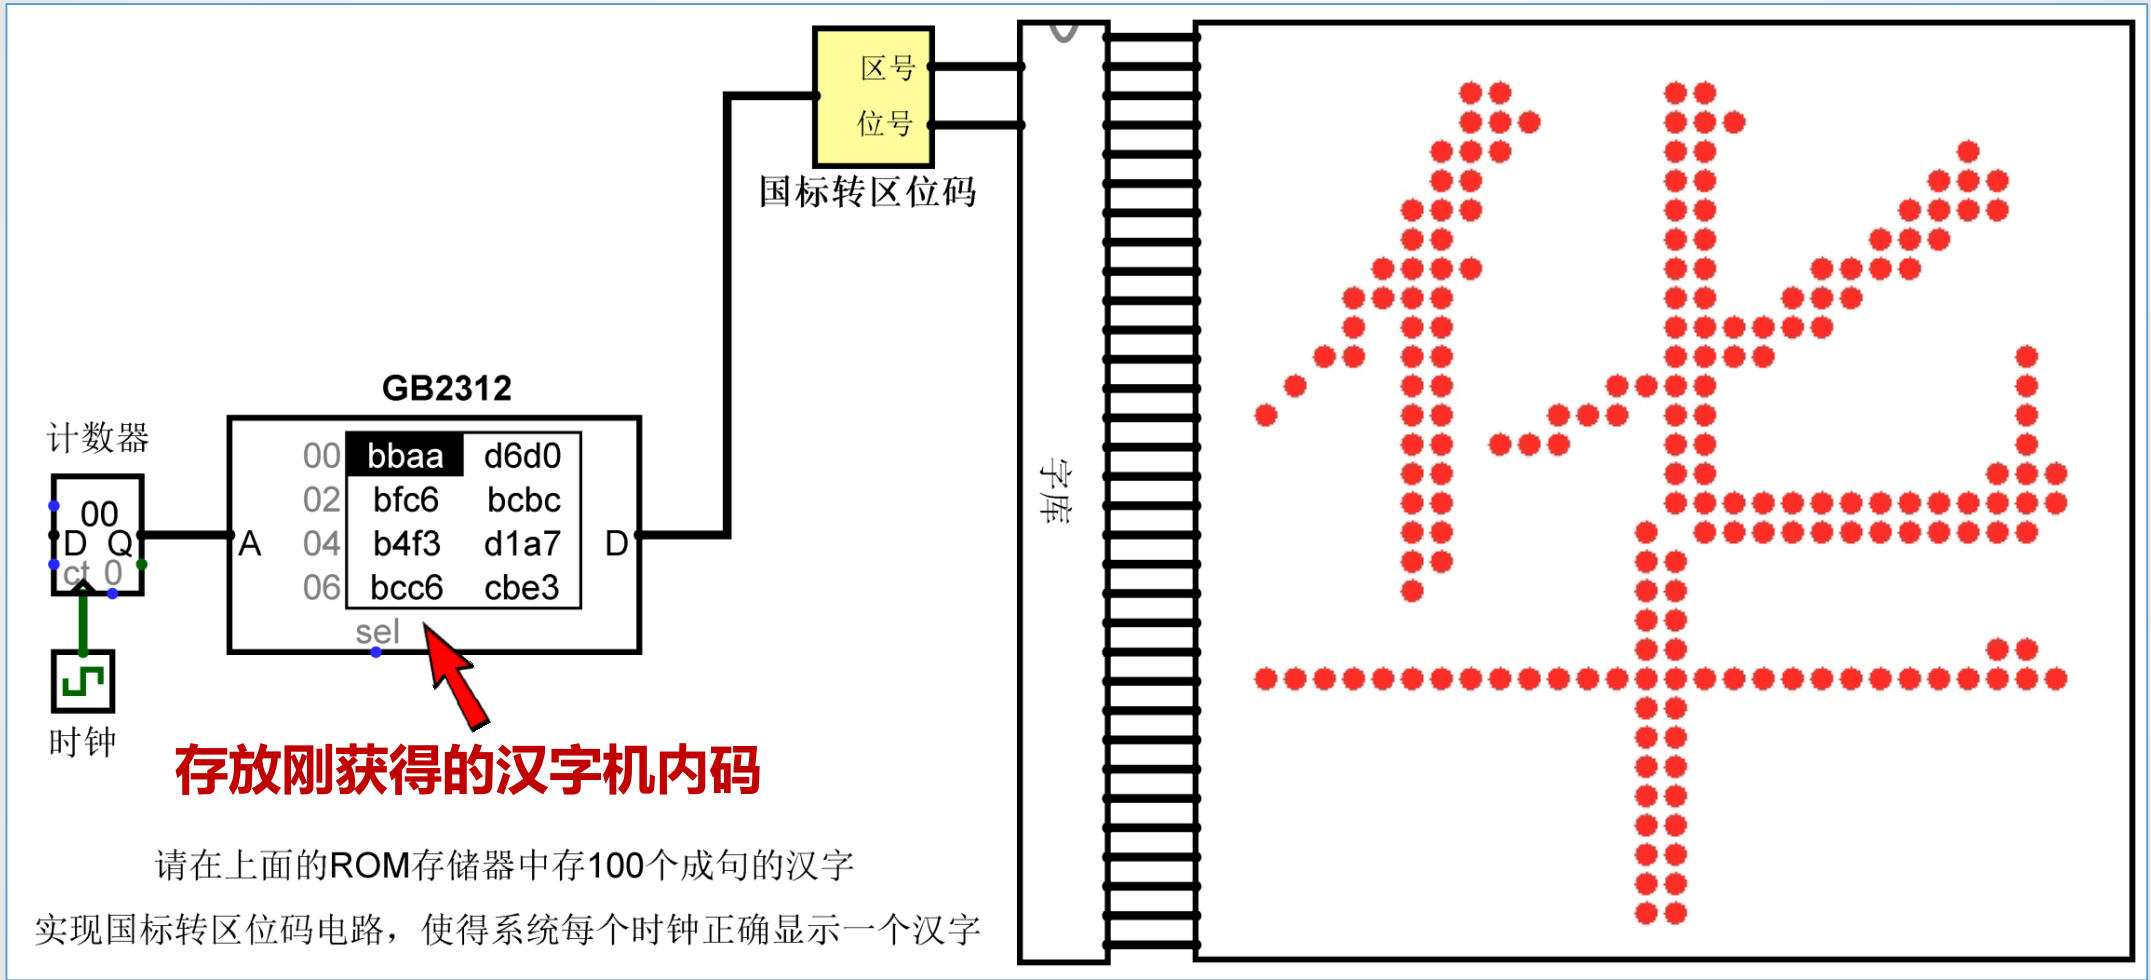 区号
位号
国标转区位码
GB2312
计数器
00 bbaa d6d0
02 bfc6 bcbc
04 b4f3 d1a7
06 bcc6 cbe3
00
D Q
ct 0
A
D
sel
时钟
字库
华
存放刚获得的汉字机内码
请在上面的ROM存储器中存100个成句的汉字
实现国标转区位码电路，使得系统每个时钟正确显示一个汉字